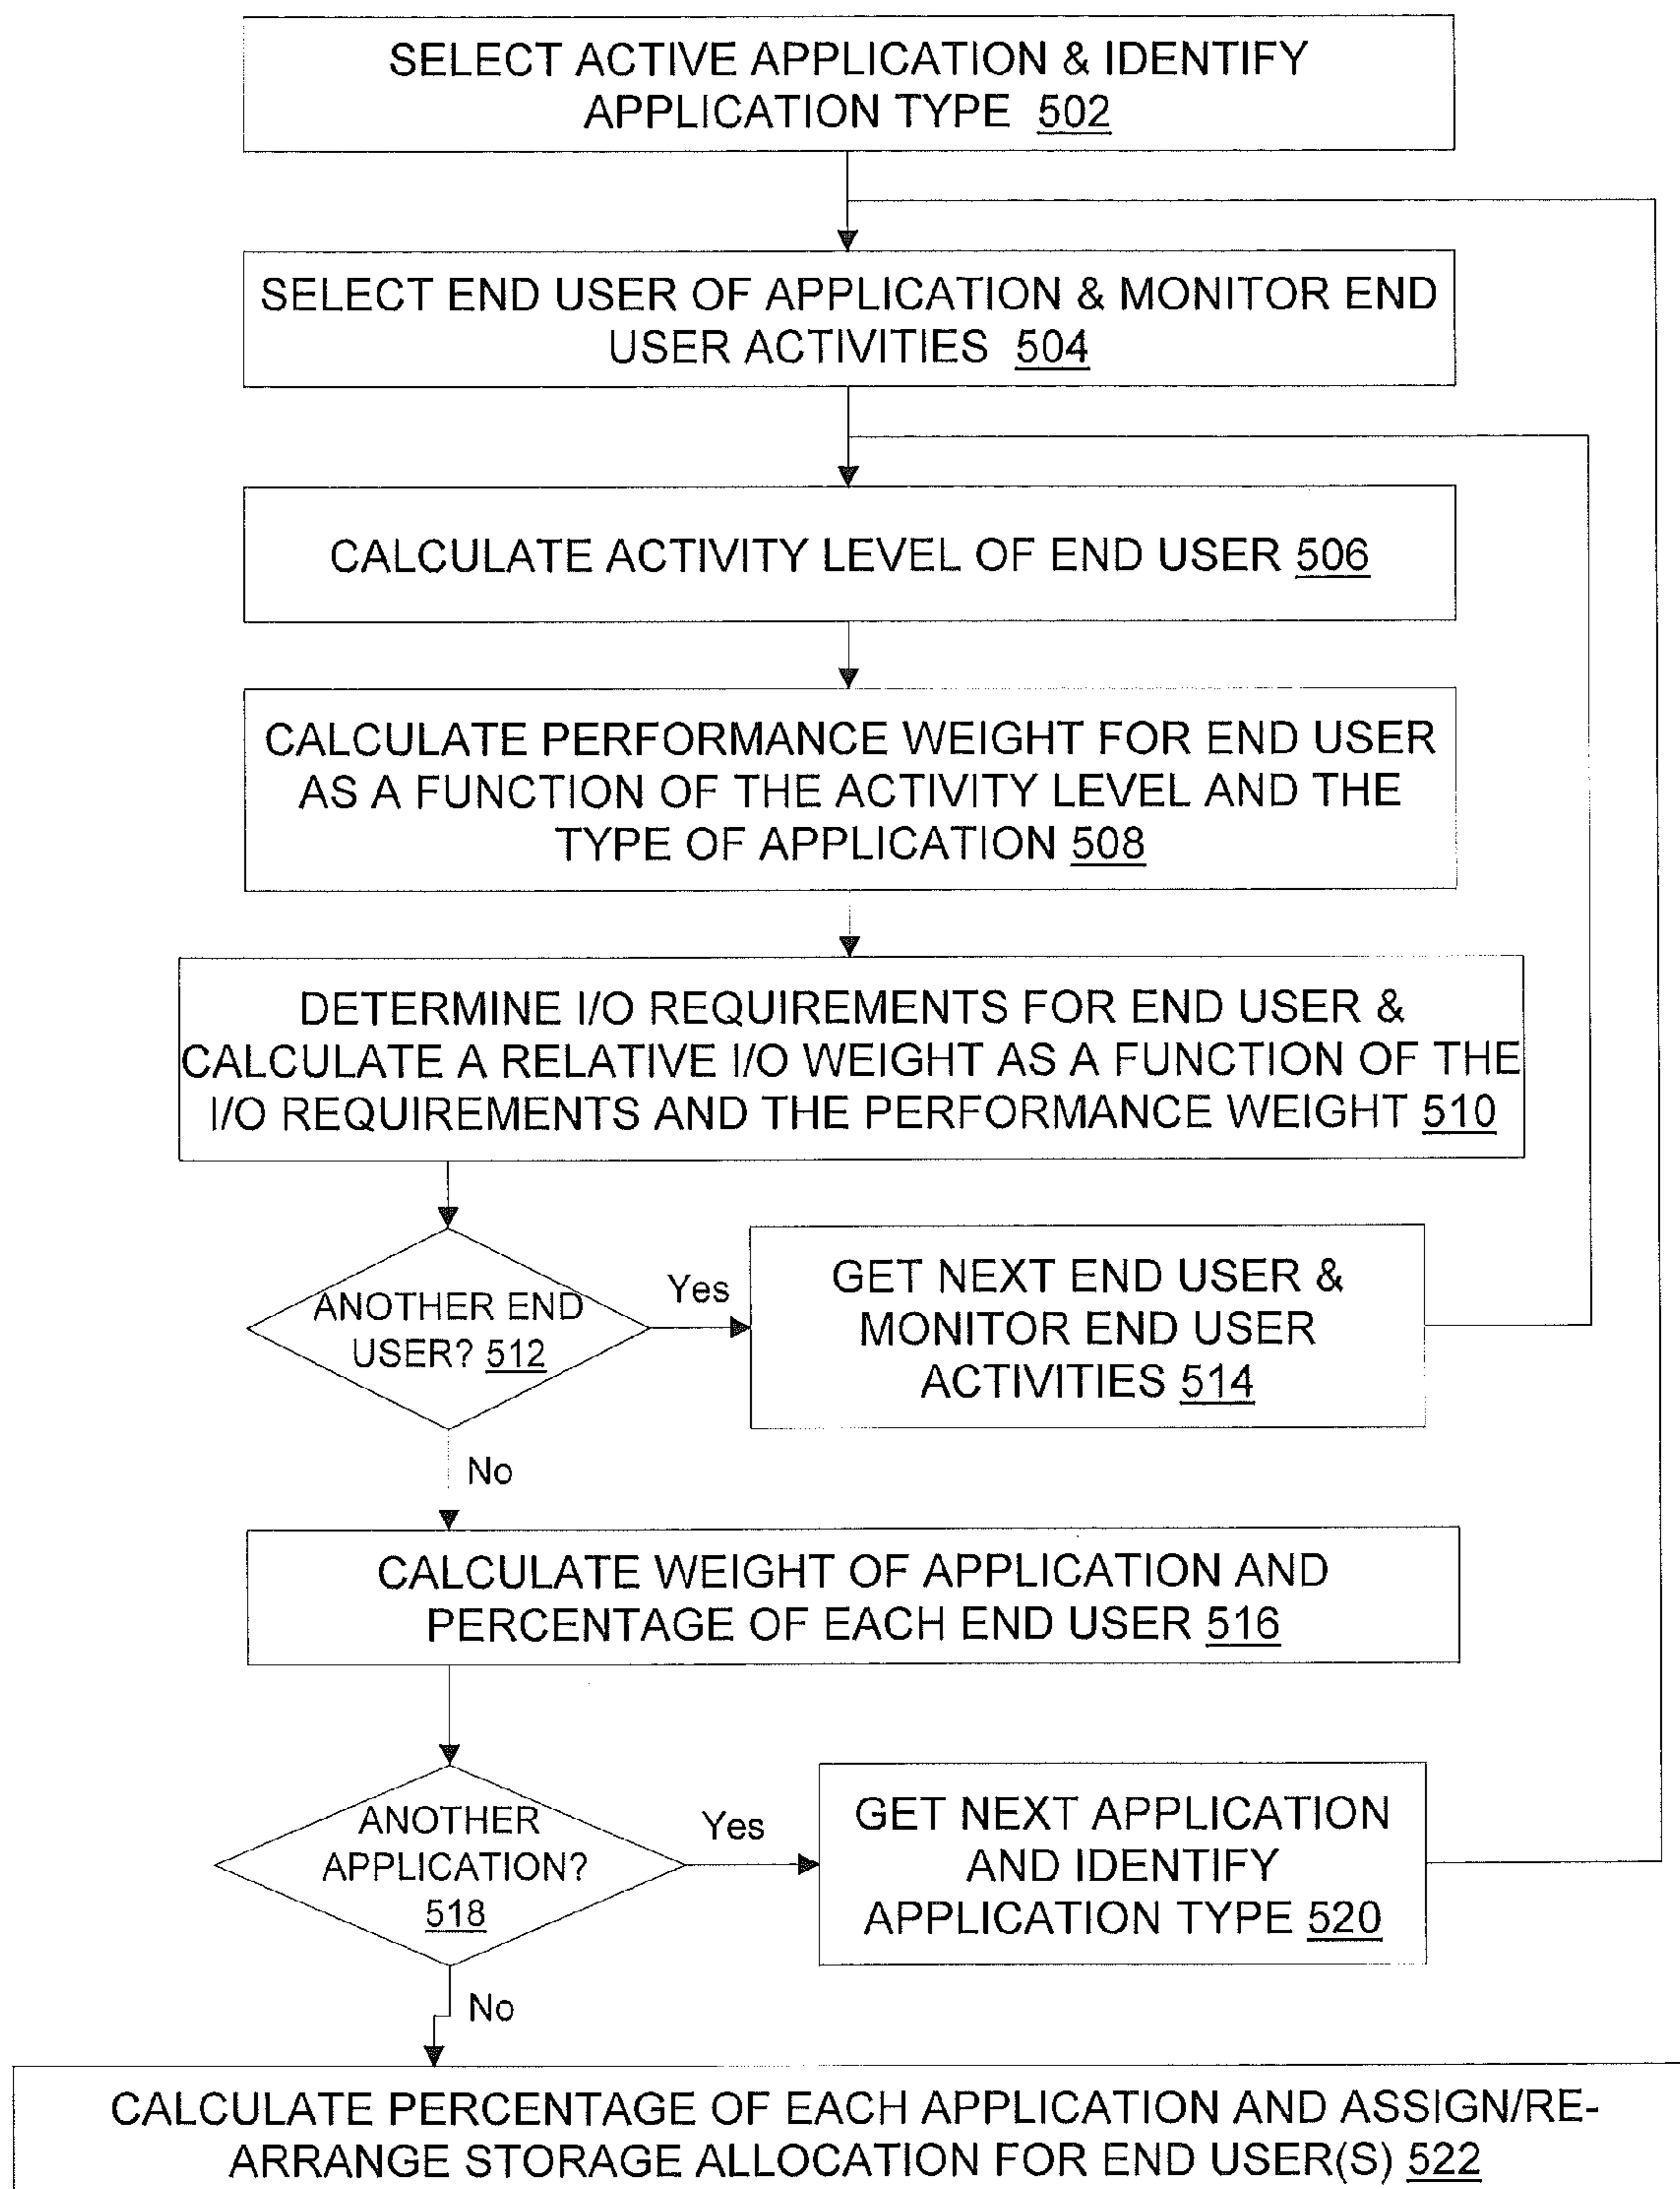 SELECT ACTIVE APPLICATION & IDENTIFY
APPLICATION TYPE 502
SELECT END USER OF APPLICATION & MONITOR END
USER ACTIVITIES 504
CALCULATE ACTIVITY LEVEL OF END USER 506
CALCULATE PERFORMANCE WEIGHT FOR END USER
AS A FUNCTION OF THE ACTIVITY LEVEL AND THE
TYPE OF APPLICATION 508
DETERMINE I/O REQUIREMENTS FOR END USER &
CALCULATE A RELATIVE I/O WEIGHT AS A FUNCTION OF THE
I/O REQUIREMENTS AND THE PERFORMANCE WEIGHT 510
ANOTHER END
USER? 512
Yes
GET NEXT END USER &
MONITOR END USER
ACTIVITIES 514
No
CALCULATE WEIGHT OF APPLICATION AND
PERCENTAGE OF EACH END USER 516
ANOTHER
APPLICATION?
518
Yes
GET NEXT APPLICATION
AND IDENTIFY
APPLICATION TYPE 520
No
CALCULATE PERCENTAGE OF EACH APPLICATION AND ASSIGN/RE-
ARRANGE STORAGE ALLOCATION FOR END USER(S) 522